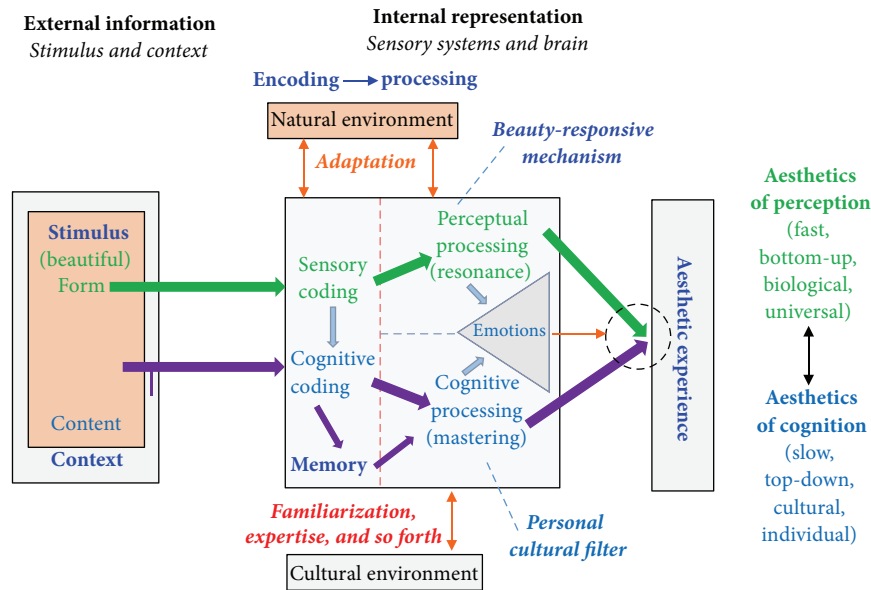 External information
Stimulus and context
Internal representation
Sensory systems and brain
Encoding
processing
Natural environment
Adaptation
Beauty-responsive
mechanism
Stimulus
(beautiful)
Form
Content
Context
Sensory
coding
Cognitive
coding
Memory
Perceptual
processing
(resonance)
Emotions
Cognitive
processing
(mastering)
Familiarization,
expertise, and so forth
Personal
cultural filter
Cultural environment
Aesthetic experience
Aesthetics
of perception
(fast,
bottom-up,
biological,
universal)
Aesthetics
of cognition
(slow,
top-down,
cultural,
individual)